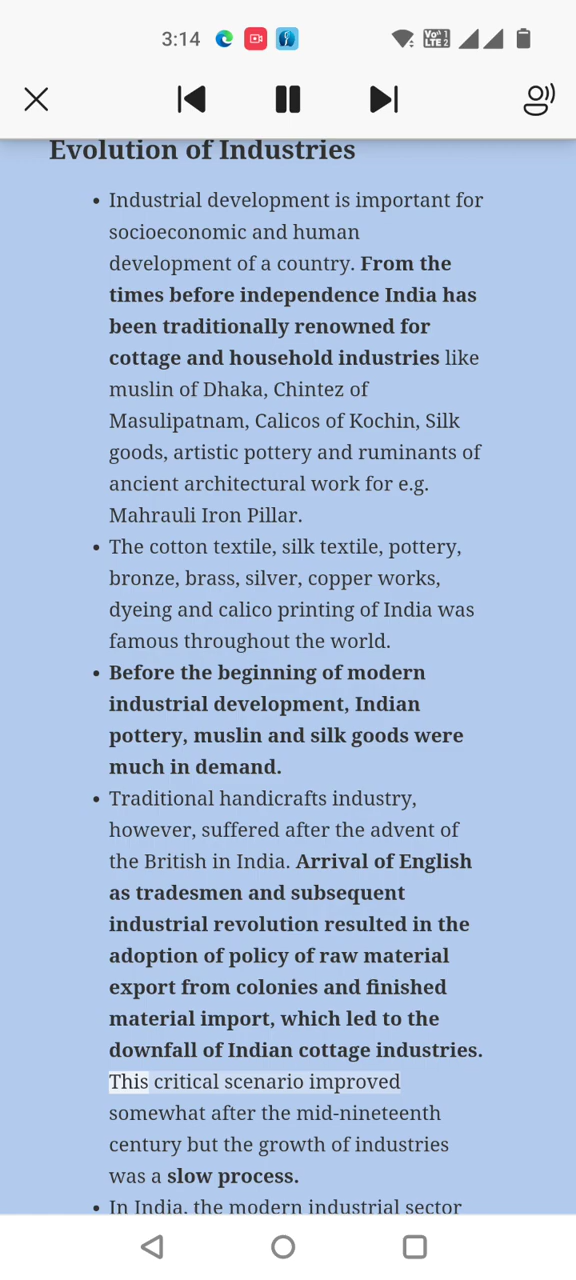 3:14
Vo 1
LTE 2
Evolution of Industries
• Industrial development is important for
socioeconomic and human
development of a country. From the
times before independence India has
been traditionally renowned for
cottage and household industries like
muslin of Dhaka, Chintez of
Masulipatnam, Calicos of Kochin, Silk
goods, artistic pottery and ruminants of
ancient architectural work for e.g.
Mahrauli Iron Pillar.
• The cotton textile, silk textile, pottery,
bronze, brass, silver, copper works,
dyeing and calico printing of India was
famous throughout the world.
• Before the beginning of modern
industrial development, Indian
pottery, muslin and silk goods were
much in demand.
• Traditional handicrafts industry,
however, suffered after the advent of
the British in India. Arrival of English
as tradesmen and subsequent
industrial revolution resulted in the
adoption of policy of raw material
export from colonies and finished
material import, which led to the
downfall of Indian cottage industries.
This critical scenario improved
somewhat after the mid-nineteenth
century but the growth of industries
was a slow process.
• In India, the modern industrial sector